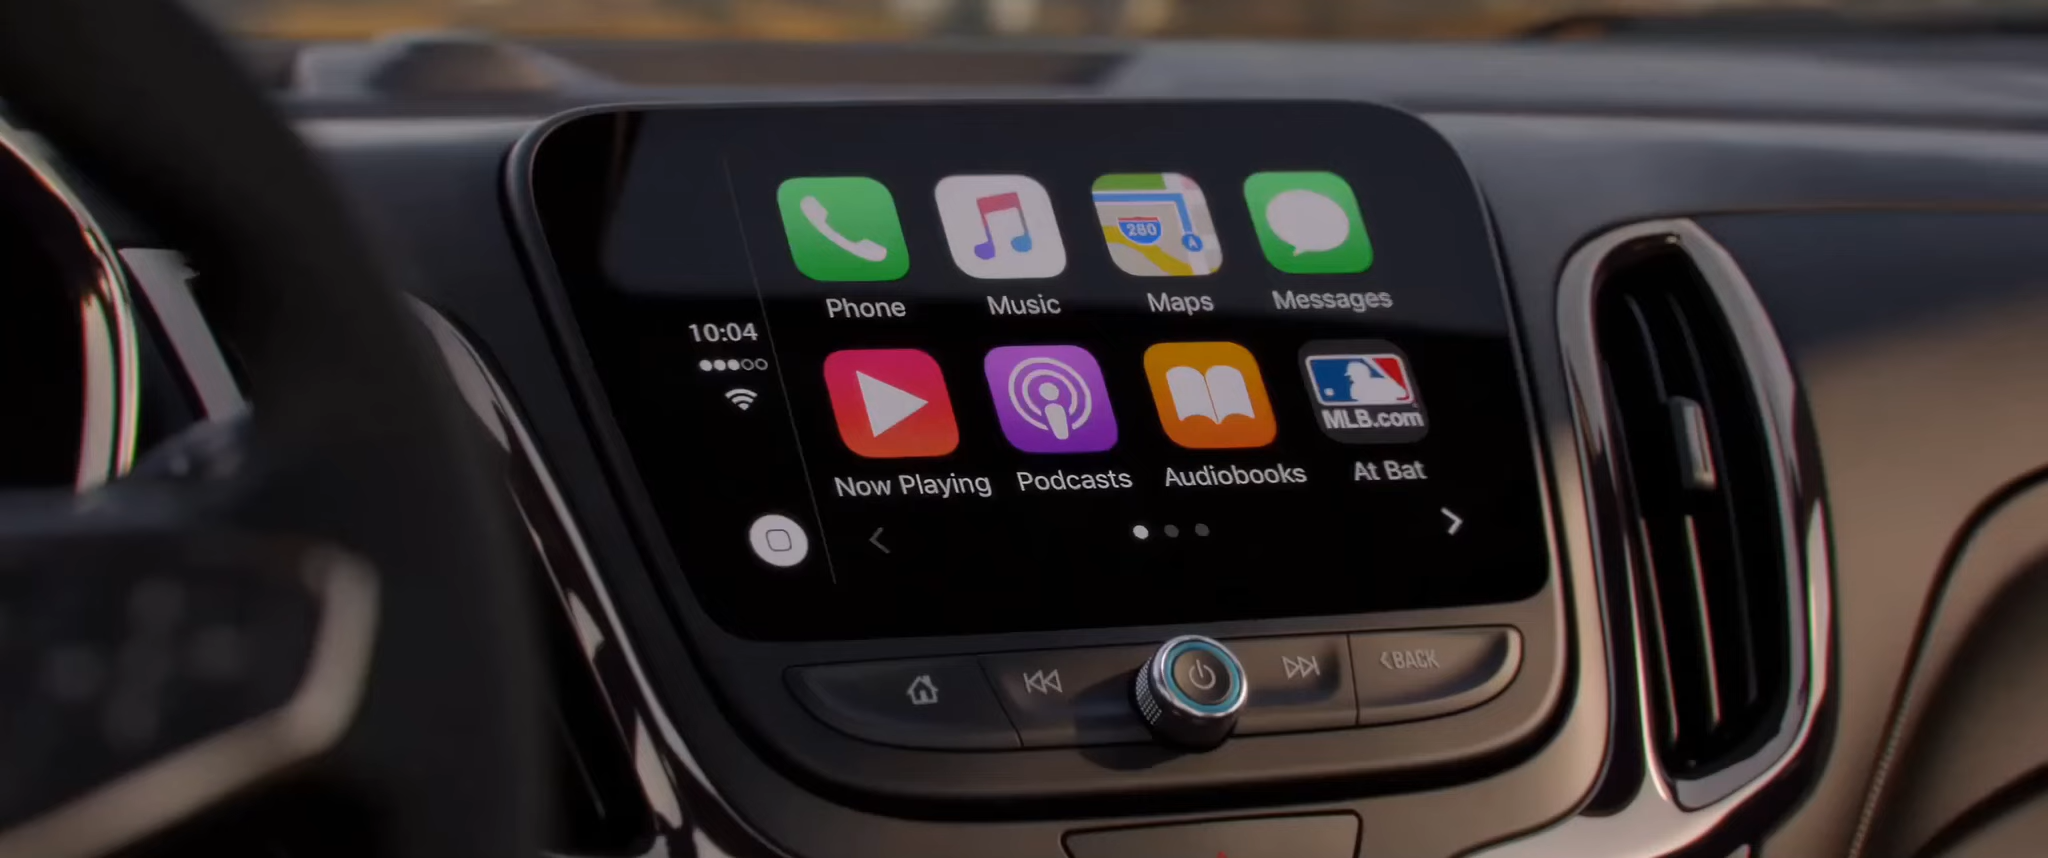 280
A
Phone
Music
Maps
Messages
10:04
MLB.com
Now Playing
Podcasts
Audiobooks
At Bat
<BACK